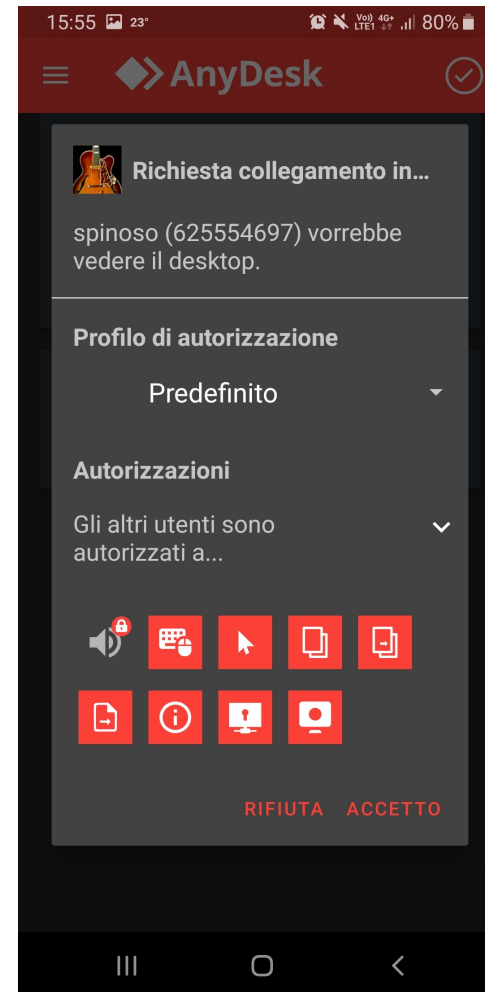 15:55 23° Vo)) LTE1 4G+ 80%
AnyDesk
Richiesta collegamento in...
spinoso (625554697) vorrebbe
vedere il desktop.
Profilo di autorizzazione
Predefinito
Autorizzazioni
Gli altri utenti sono
autorizzati a...
RIFIUTA ACCETTO